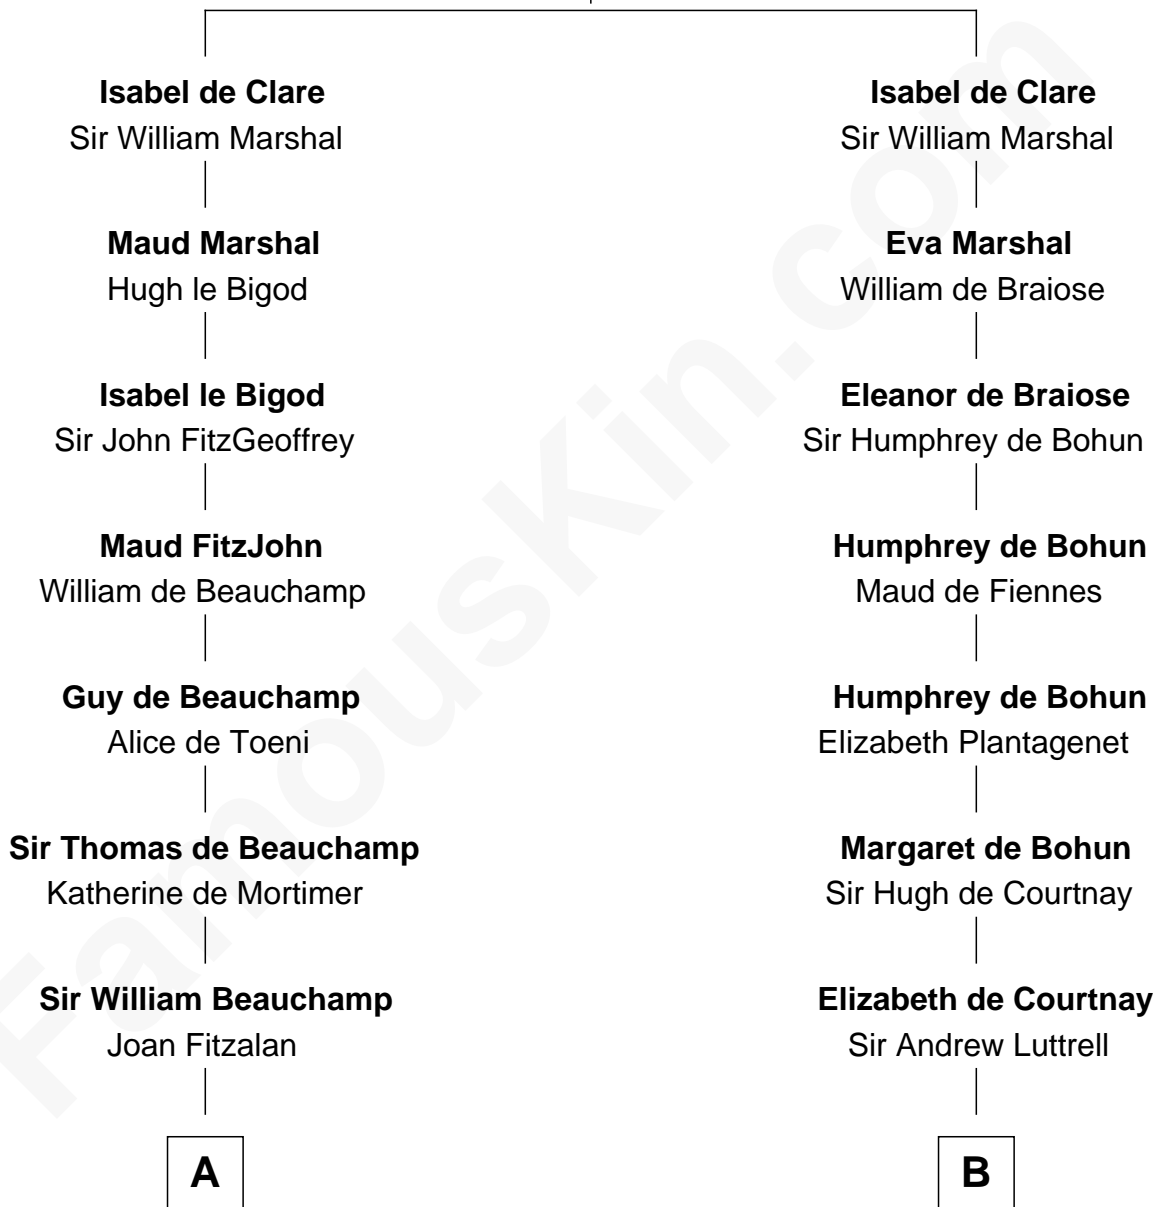 Isabel de Clare
Sir William Marshal
Maud Marshal
Hugh le Bigod
Isabel le Bigod
Sir John FitzGeoffrey
Maud FitzJohn
William de Beauchamp
Guy de Beauchamp
Alice de Toeni
Sir Thomas de Beauchamp
Katherine de Mortimer
Sir William Beauchamp
Joan Fitzalan
A
Isabel de Clare
Sir William Marshal
Eva Marshal
William de Braiose
Eleanor de Braiose
Sir Humphrey de Bohun
Humphrey de Bohun
Maud de Fiennes
Humphrey de Bohun
Elizabeth Plantagenet
Margaret de Bohun
Sir Hugh de Courtnay
Elizabeth de Courtnay
Sir Andrew Luttrell
B
FamousKin.com